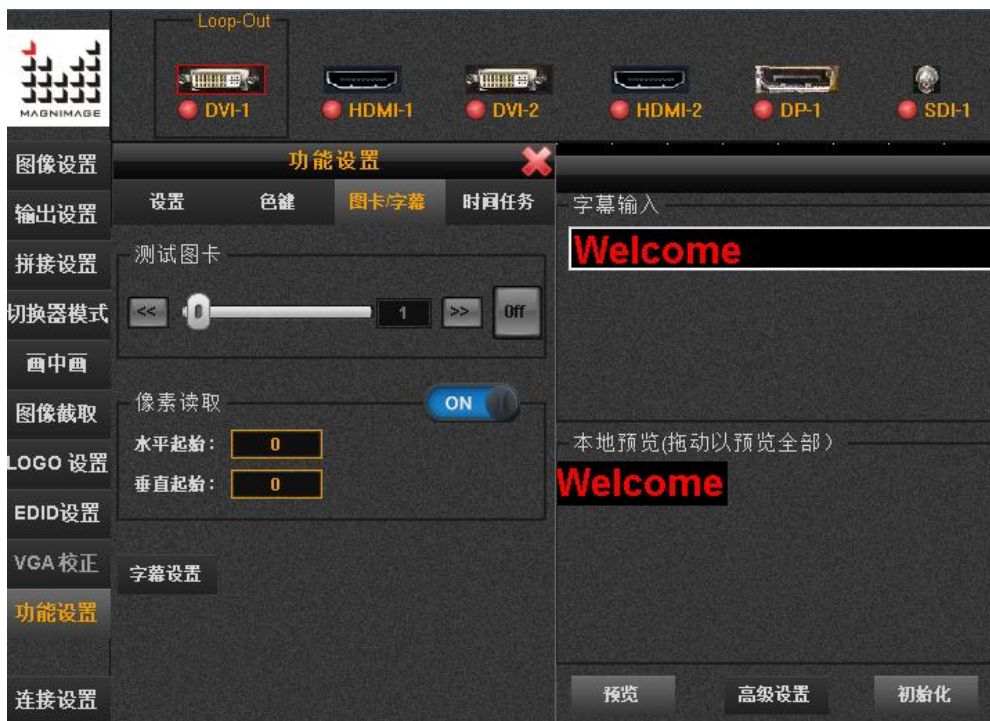 Loop-Out
MAGNIMAGE
DVI-1 HDMI-1 DVI-2 HDMI-2 DP-1 SDI-1
图像设置
输出设置
拼接设置
切换器模式
画中画
图像截取
LOGO 设置
EDID设置
VGA 校正
功能设置
连接设置
功能设置
设置 色键 图卡/字幕 时间任务
测试图卡
<< 1 >> Off
像素读取 ON
水平起始: 0
垂直起始: 0
字幕设置
字幕输入
Welcome
本地预览(拖动以预览全部)
Welcome
预览 高级设置 初始化